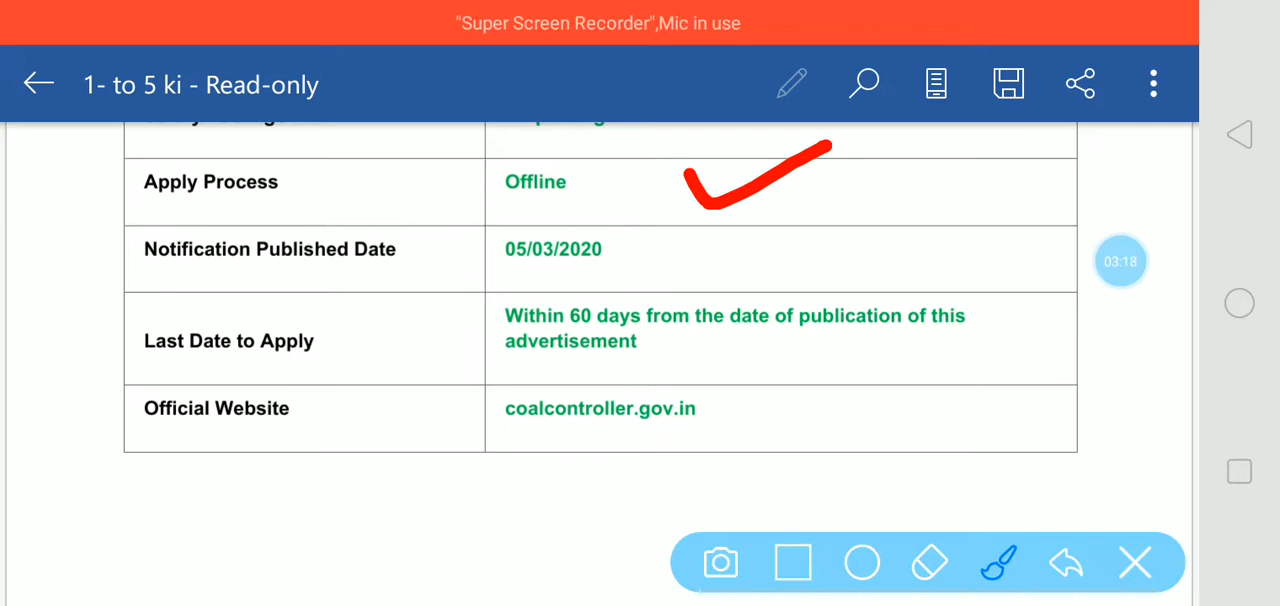 "Super Screen Recorder",Mic in use
1- to 5 ki - Read-only
Apply Process
Offline
Notification Published Date
05/03/2020
03:18
Last Date to Apply
Within 60 days from the date of publication of this
advertisement
Official Website
coalcontroller.gov.in